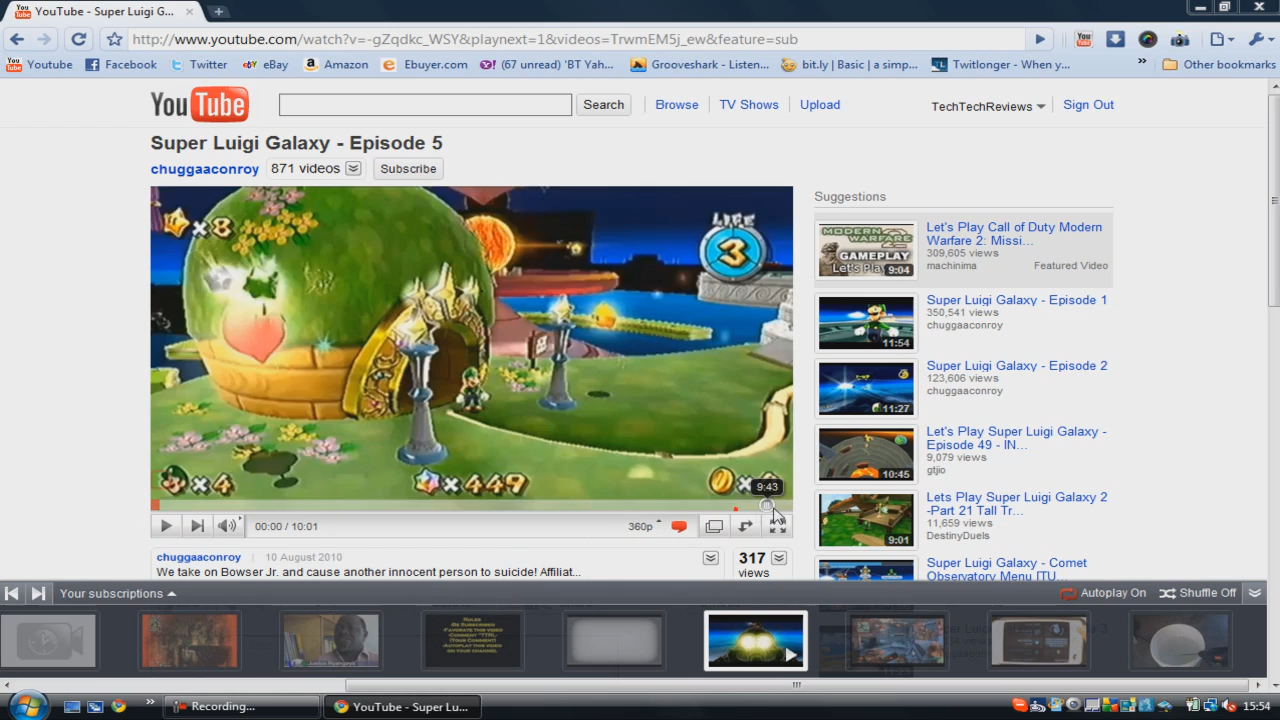 YouTube - Super Luigi G...
http://www.youtube.com/watch?v=-gZqdkc_WSY&playnext=1&videos=TrwmEM5j_ew&feature=sub
Youtube Facebook Twitter eBay Amazon Ebuyer.com (67 unread) 'BT Yah... Grooveshark - Listen... bit.ly | Basic | a simp... Twitlonger - When y... » Other bookmarks
YouTube Search Browse TV Shows Upload TechTechReviews Sign Out
Super Luigi Galaxy - Episode 5
chuggaaconroy 871 videos Subscribe
Suggestions
×8
LIFE
3
MODERN WARFARE 2
GAMEPLAY
Let's Pla
9:04
Let's Play Call of Duty Modern
Warfare 2: Missi...
309,605 views
machinima Featured Video
11:54
Super Luigi Galaxy - Episode 1
350,541 views
chuggaaconroy
11:27
Super Luigi Galaxy - Episode 2
123,606 views
chuggaaconroy
10:45
Let's Play Super Luigi Galaxy -
Episode 49 - IN...
9,079 views
gtjio
9:01
Lets Play Super Luigi Galaxy 2
-Part 21 Tall Tr...
11,659 views
DestinyDuels
Super Luigi Galaxy - Comet
Observatory Menu [TU...
×4 ×449 ×
9:43
00:00 / 10:01 360p
chuggaaconroy | 10 August 2010 317
We take on Bowser Jr. and cause another innocent person to suicide! Affiliat... views
Your subscriptions Autoplay On Shuffle Off
RULES
-BE SUBSCRIBED
-FAVORITE THIS VIDEO
Recording... YouTube - Super Lu... 15:54